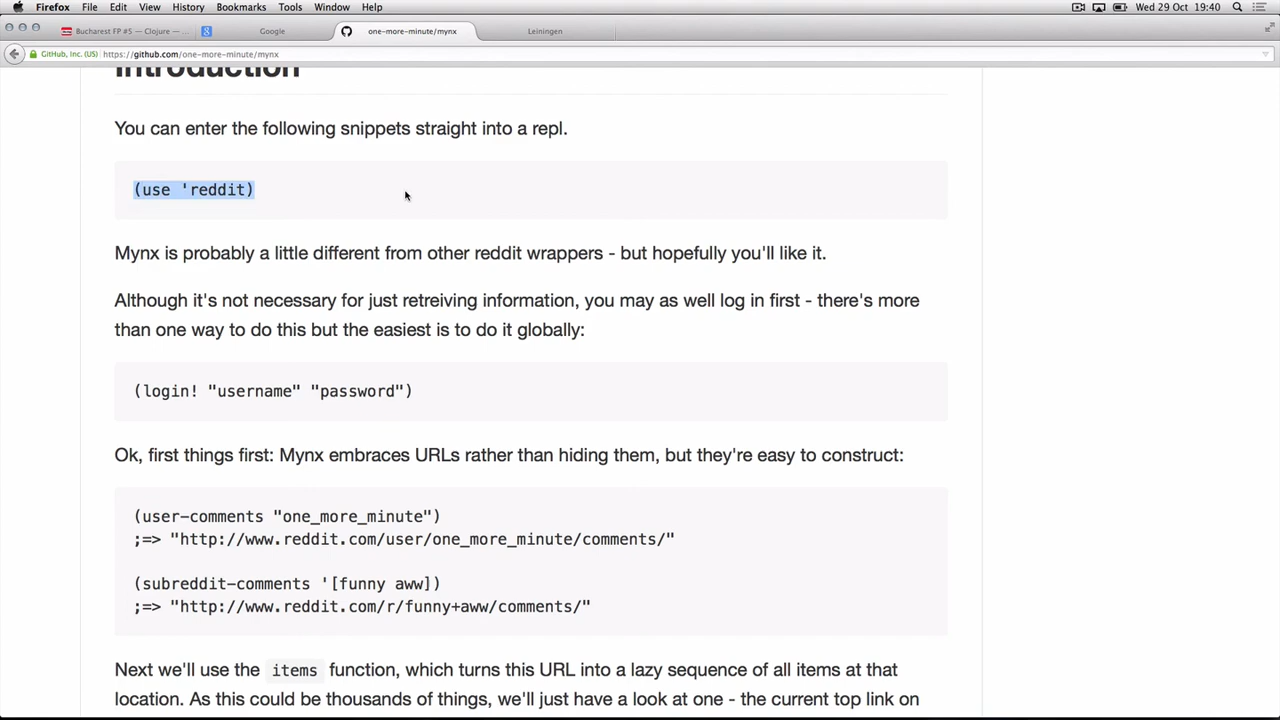 Firefox File Edit View History Bookmarks Tools Window Help Wed 29 Oct 19:40
Bucharest FP #5 — Clojure — ... Google one-more-minute/mynx Leiningen
GitHub, Inc. (US) https://github.com/one-more-minute/mynx
Introduction
You can enter the following snippets straight into a repl.
(use 'reddit)
Mynx is probably a little different from other reddit wrappers - but hopefully you'll like it.
Although it's not necessary for just retreiving information, you may as well log in first - there's more
than one way to do this but the easiest is to do it globally:
(login! "username" "password")
Ok, first things first: Mynx embraces URLs rather than hiding them, but they're easy to construct:
(user-comments "one_more_minute")
;=> "http://www.reddit.com/user/one_more_minute/comments/"
(subreddit-comments '[funny aww])
;=> "http://www.reddit.com/r/funny+aww/comments/"
Next we'll use the items function, which turns this URL into a lazy sequence of all items at that
location. As this could be thousands of things, we'll just have a look at one - the current top link on